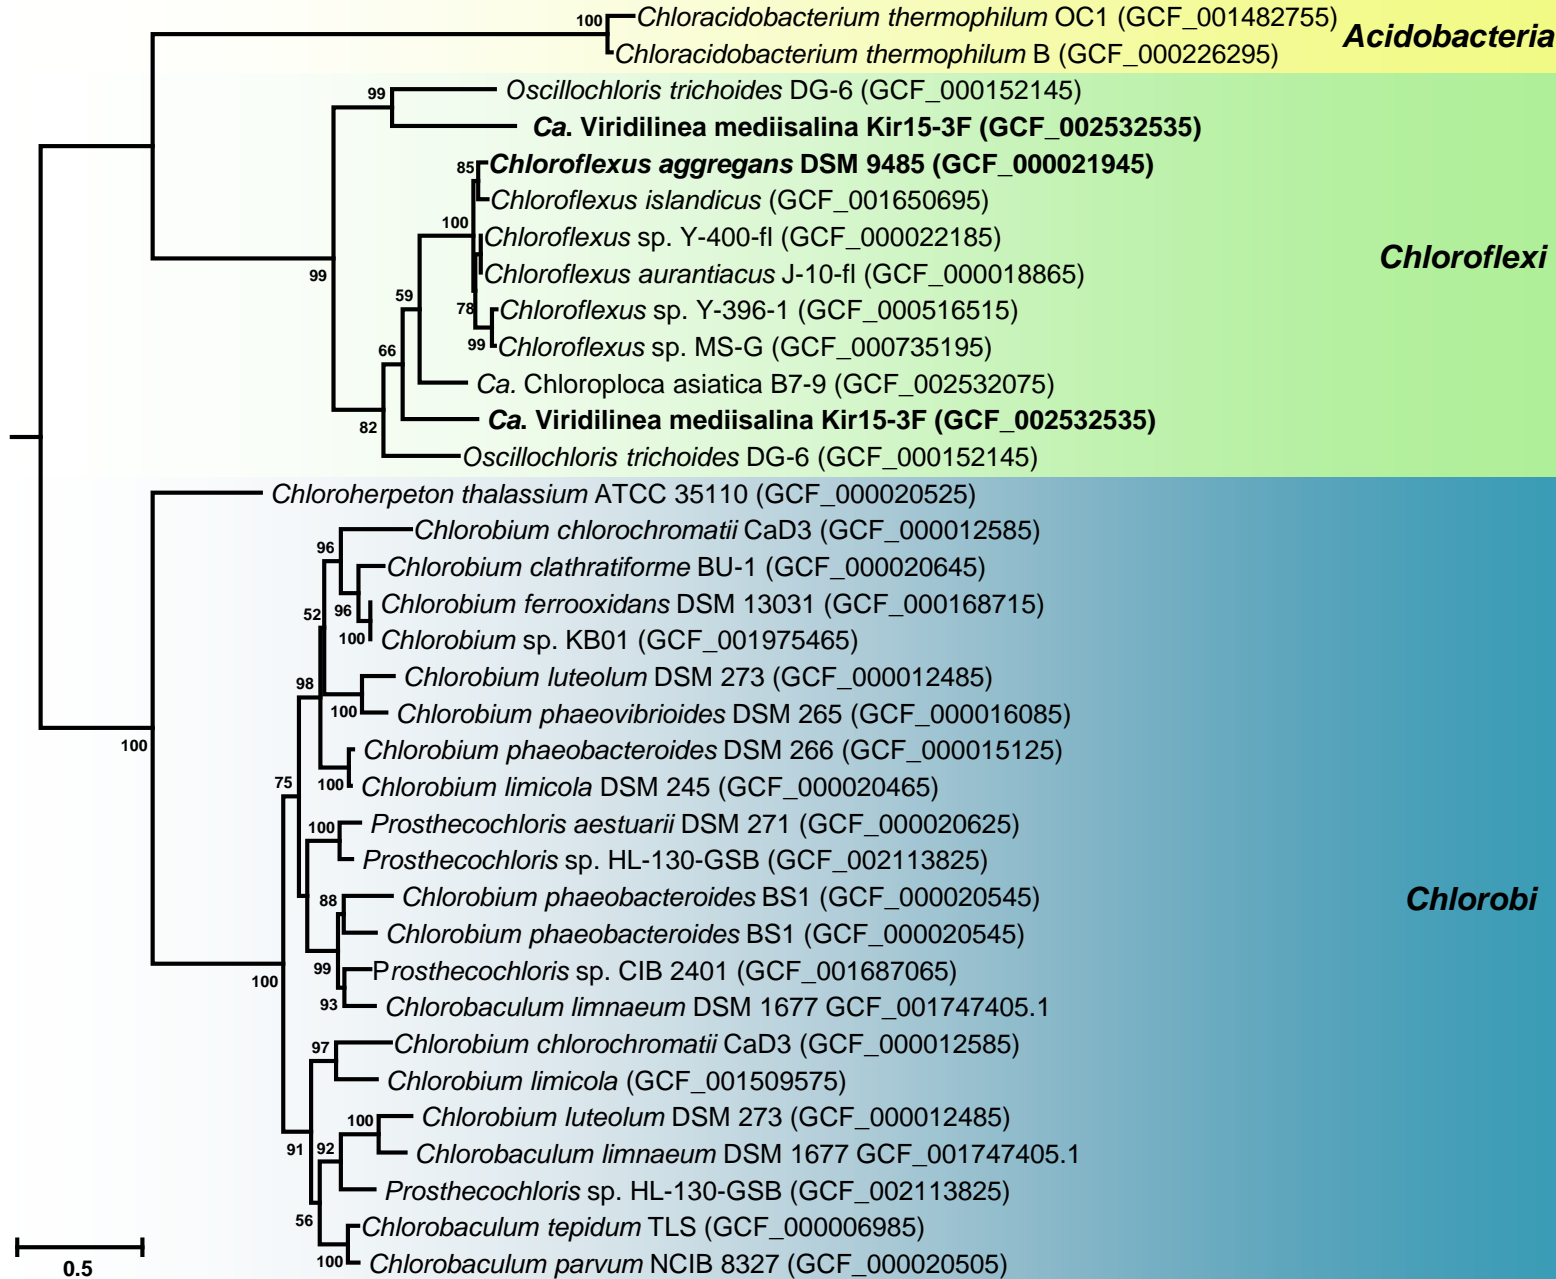 100
Chloracidobacterium thermophilum OC1 (GCF_001482755)
Acidobacteria
Chloracidobacterium thermophilum B (GCF_000226295)
99
Oscillochloris trichoides DG-6 (GCF_000152145)
Ca. Viridilinea mediisalina Kir15-3F (GCF_002532535)
85
Chloroflexus aggregans DSM 9485 (GCF_000021945)
Chloroflexus islandicus (GCF_001650695)
100
Chloroflexus sp. Y-400-fl (GCF_000022185)
Chloroflexi
99
Chloroflexus aurantiacus J-10-fl (GCF_000018865)
59
78
Chloroflexus sp. Y-396-1 (GCF_000516515)
99
Chloroflexus sp. MS-G (GCF_000735195)
66
Ca. Chloroploca asiatica B7-9 (GCF_002532075)
Ca. Viridilinea mediisalina Kir15-3F (GCF_002532535)
82
Oscillochloris trichoides DG-6 (GCF_000152145)
Chloroherpeton thalassium ATCC 35110 (GCF_000020525)
Chlorobium chlorochromatii CaD3 (GCF_000012585)
96
Chlorobium clathratiforme BU-1 (GCF_000020645)
52
96
Chlorobium ferrooxidans DSM 13031 (GCF_000168715)
100
Chlorobium sp. KB01 (GCF_001975465)
98
Chlorobium luteolum DSM 273 (GCF_000012485)
100
Chlorobium phaeovibrioides DSM 265 (GCF_000016085)
100
Chlorobium phaeobacteroides DSM 266 (GCF_000015125)
75
100
Chlorobium limicola DSM 245 (GCF_000020465)
100
Prosthecochloris aestuarii DSM 271 (GCF_000020625)
Prosthecochloris sp. HL-130-GSB (GCF_002113825)
88
Chlorobium phaeobacteroides BS1 (GCF_000020545)
Chlorobi
Chlorobium phaeobacteroides BS1 (GCF_000020545)
100
99
Prosthecochloris sp. CIB 2401 (GCF_001687065)
93
Chlorobaculum limnaeum DSM 1677 GCF_001747405.1
97
Chlorobium chlorochromatii CaD3 (GCF_000012585)
Chlorobium limicola (GCF_001509575)
100
Chlorobium luteolum DSM 273 (GCF_000012485)
91
92
Chlorobaculum limnaeum DSM 1677 GCF_001747405.1
Prosthecochloris sp. HL-130-GSB (GCF_002113825)
56
Chlorobaculum tepidum TLS (GCF_000006985)
100
Chlorobaculum parvum NCIB 8327 (GCF_000020505)
0.5